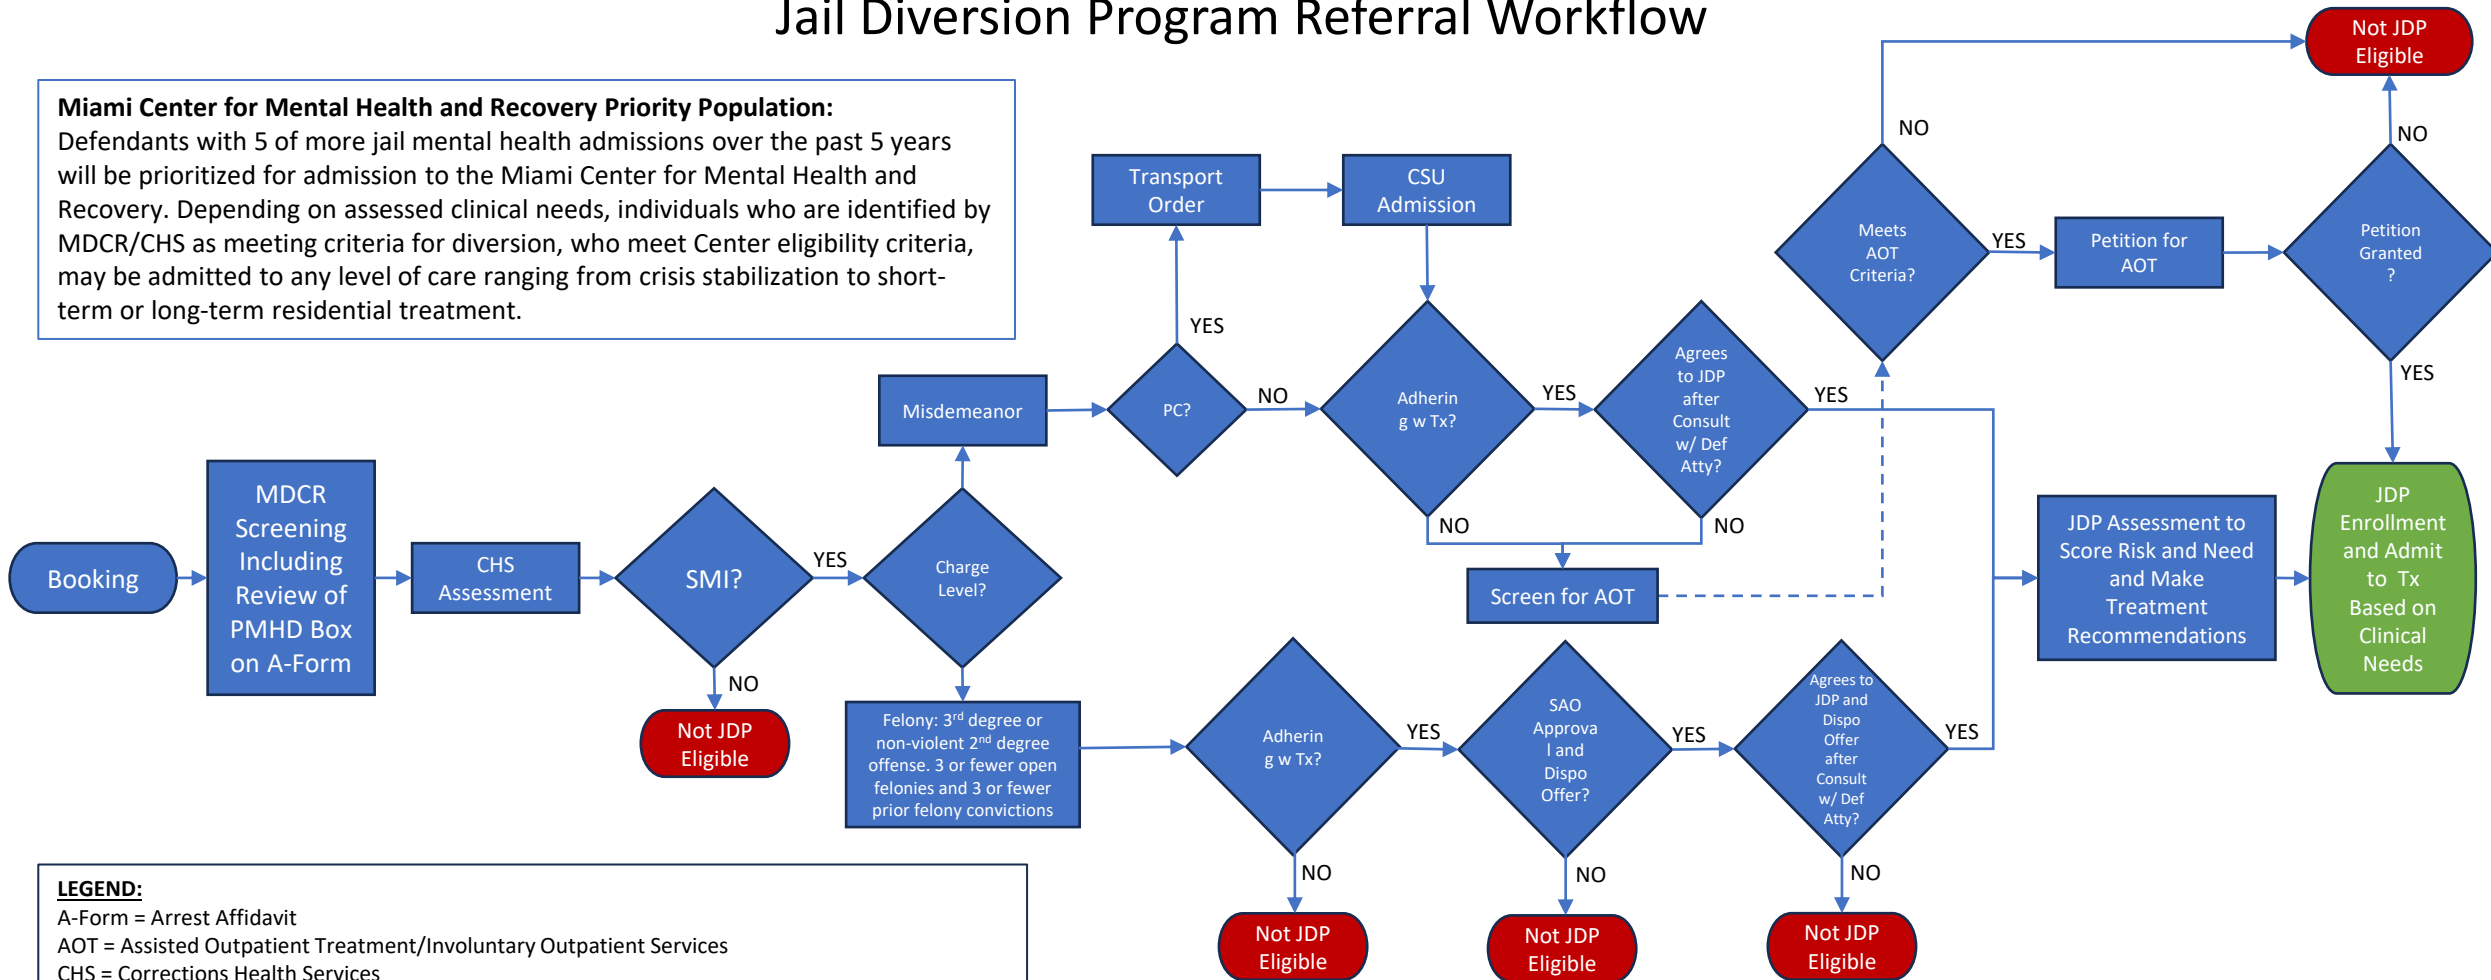 Jail Diversion Program Referral Workflow
Miami Center for Mental Health and Recovery Priority Population:
Defendants with 5 of more jail mental health admissions over the past 5 years
will be prioritized for admission to the Miami Center for Mental Health and
Recovery. Depending on assessed clinical needs, individuals who are identified by
MDCR/CHS as meeting criteria for diversion, who meet Center eligibility criteria,
may be admitted to any level of care ranging from crisis stabilization to short-
term or long-term residential treatment.
Booking
MDCR
Screening
Including
Review of
PMHD Box
on A-Form
CHS
Assessment
SMI?
YES
NO
Not JDP
Eligible
Charge
Level?
Misdemeanor
PC?
YES
Transport
Order
CSU
Admission
NO
Adherin
g w Tx?
YES
NO
Agrees
to JDP
after
Consult
w/ Def
Atty?
YES
NO
Screen for AOT
Meets
AOT
Criteria?
NO
Not JDP
Eligible
YES
Petition for
AOT
Petition
Granted
?
NO
YES
Felony: 3rd degree or
non-violent 2nd degree
offense. 3 or fewer open
felonies and 3 or fewer
prior felony convictions
Adherin
g w Tx?
YES
NO
Not JDP
Eligible
SAO
Approva
l and
Dispo
Offer?
YES
NO
Not JDP
Eligible
Agrees to
JDP and
Dispo
Offer
after
Consult
w/ Def
Atty?
YES
NO
Not JDP
Eligible
JDP Assessment to
Score Risk and Need
and Make
Treatment
Recommendations
JDP
Enrollment
and Admit
to Tx
Based on
Clinical
Needs
LEGEND:
A-Form = Arrest Affidavit
AOT = Assisted Outpatient Treatment/Involuntary Outpatient Services
CHS = Corrections Health Services